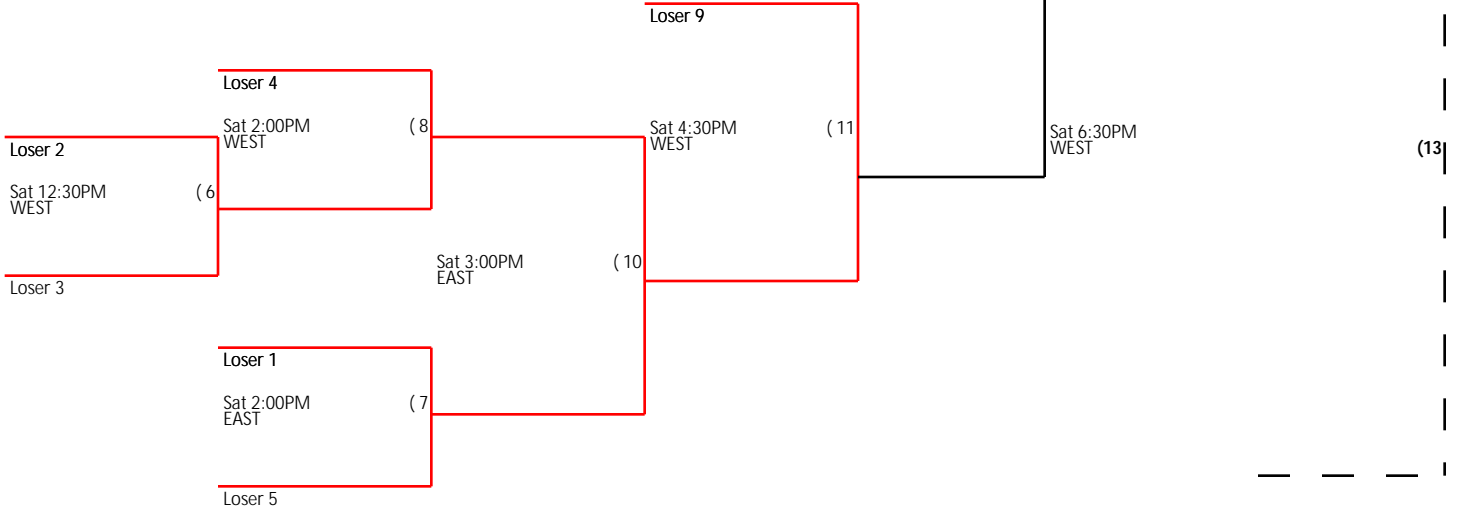 Loser 9
Loser 4
Sat 2:00PM ( 8
WEST
Sat 4:30PM ( 11
WEST
Sat 6:30PM (13
WEST
Loser 2
Sat 12:30PM ( 6
WEST
Sat 3:00PM ( 10
EAST
Loser 3
Loser 1
Sat 2:00PM ( 7
EAST
Loser 5